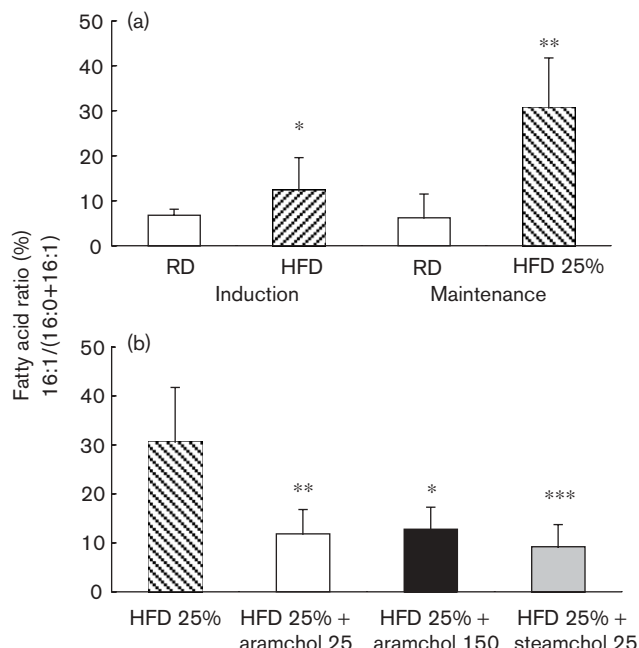 (a)
50
40
30
20
10
0
*
**
RD
HFD
RD
HFD 25%
Induction
Maintenance
Fatty acid ratio (%)
16:1/(16:0+16:1)
(b)
50
40
30
20
10
0
**
*
***
HFD 25%
HFD 25% +
aramchol 25
HFD 25% +
aramchol 150
HFD 25% +
steamchol 25